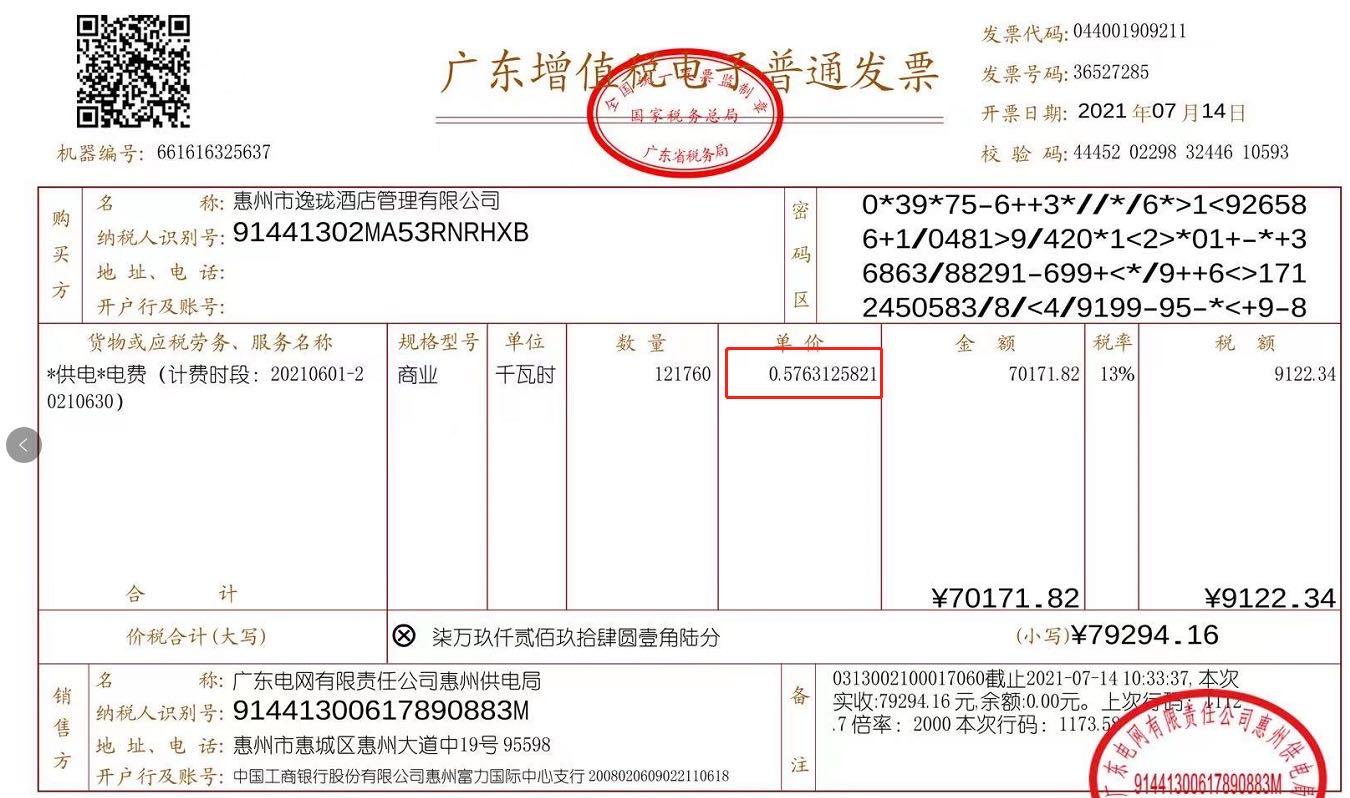 广东增值税电子普通发票
全国统一发票监制章
国家税务总局
广东省税务局
发票代码: 044001909211
发票号码: 36527285
开票日期: 2021 年07 月14日
校 验 码: 44452 02298 32446 10593
机器编号: 661616325637
购买方
名 称: 惠州市逸珑酒店管理有限公司
纳税人识别号: 91441302MA53RNRHXB
地 址、电 话:
开户行及账号:
密码区
0*39*75-6++3*//*/6*>1<92658
6+1/0481>9/420*1<2>*01+-*+3
6863/88291-699+<*/9++6<>171
2450583/8/<4/9199-95-*<+9-8
货物或应税劳务、服务名称 规格型号 单位 数 量 单 价 金 额 税率 税 额
*供电*电费 (计费时段: 20210601-2 商业 千瓦时 121760 0.5763125821 70171.82 13% 9122.34
0210630)
合 计 ¥70171.82 ¥9122.34
价税合计(大写) 柒万玖仟贰佰玖拾肆圆壹角陆分 (小写)¥79294.16
销售方
名 称: 广东电网有限责任公司惠州供电局
纳税人识别号: 91441300617890883M
地 址、电 话: 惠州市惠城区惠州大道中19号 95598
开户行及账号: 中国工商银行股份有限公司惠州富力国际中心支行 2008020609022110618
备注
0313002100017060截止2021-07-14 10:33:37, 本次
实收:79294.16 元,余额:0.00元。上次行码: 1112
.7 倍率: 2000 本次行码: 1173.58
广东电网有限责任公司惠州供电局
91441300617890883M